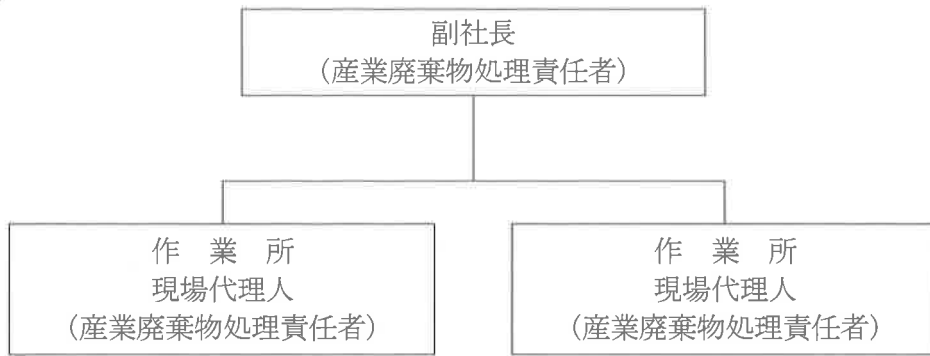 副社長
（産業廃棄物処理責任者）
作　業　所
現場代理人
（産業廃棄物処理責任者）
作　業　所
現場代理人
（産業廃棄物処理責任者）